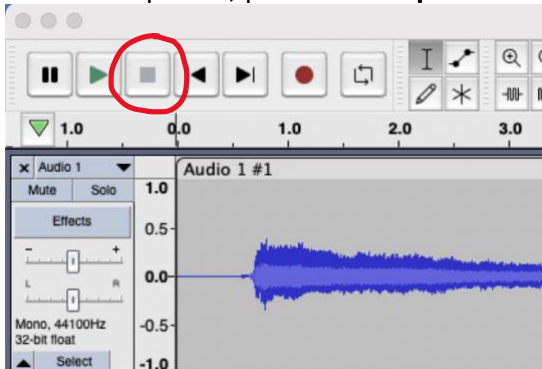 1.0 0.0 1.0 2.0 3.0
× Audio 1
Audio 1 #1
Mute Solo
1.0
Effects
0.5
- +
0.0
L R
Mono, 44100Hz
-0.5
32-bit float
Select
-1.0